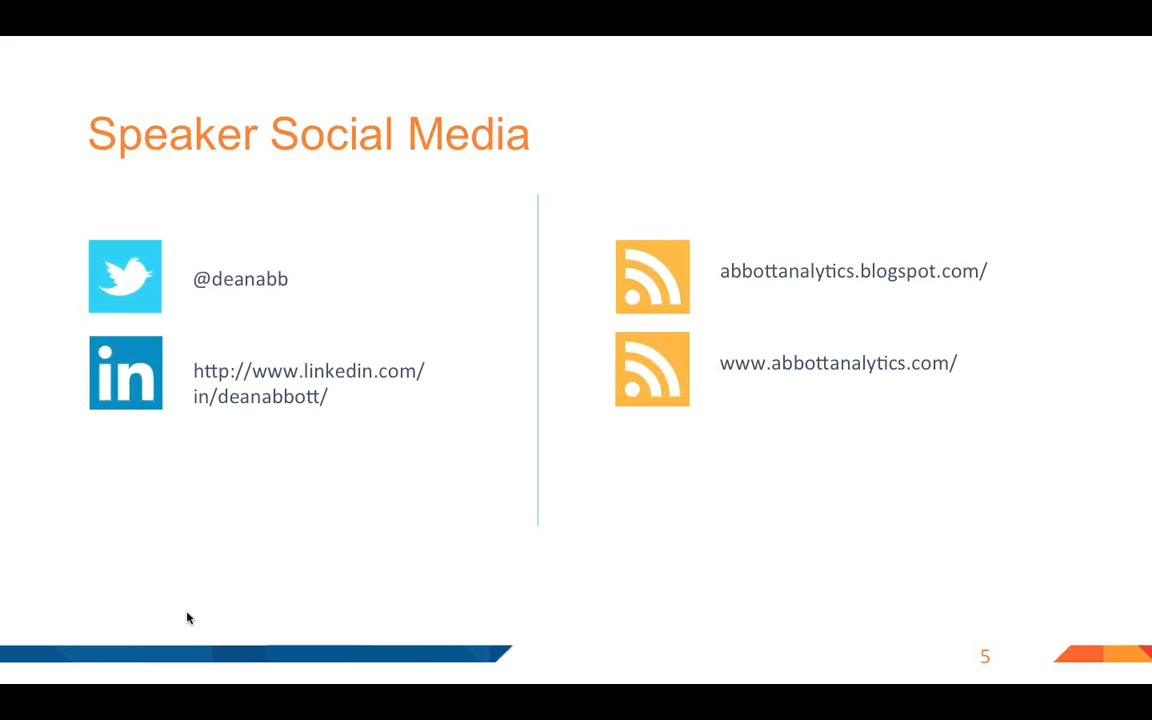 Speaker Social Media
@deanabb
http://www.linkedin.com/
in/deanabbott/
abbottanalytics.blogspot.com/
www.abbottanalytics.com/
5